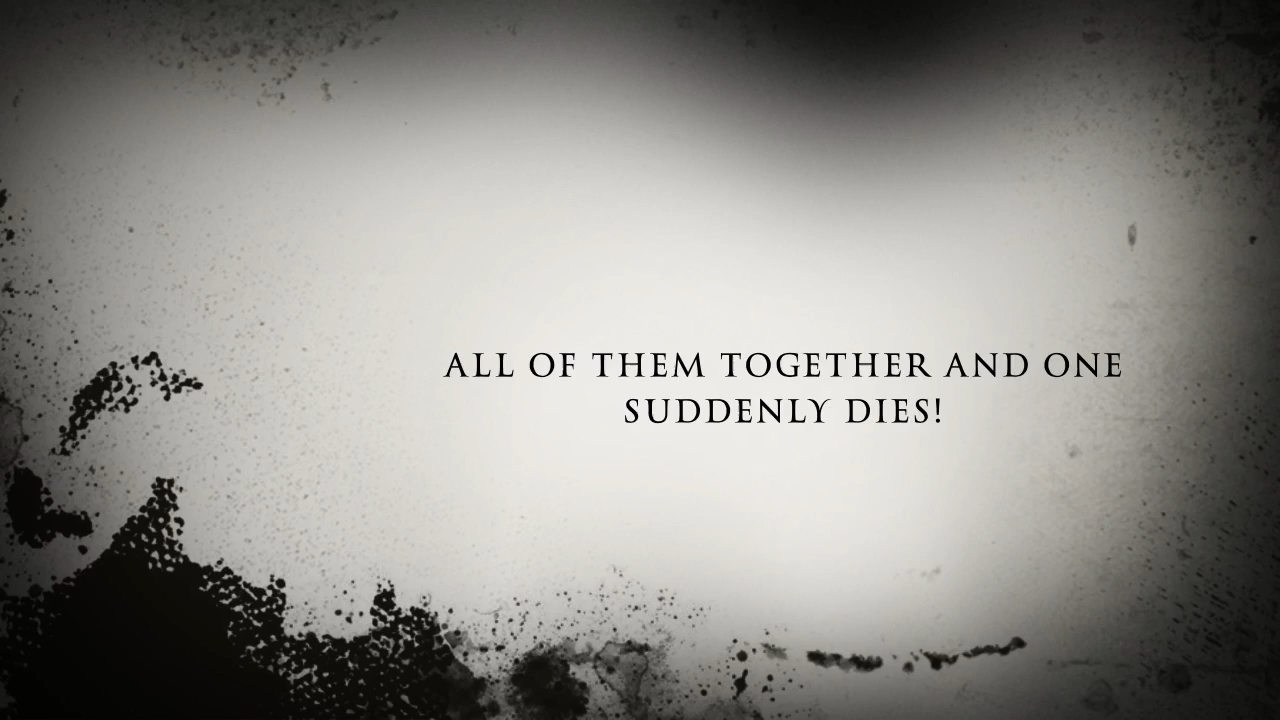 ALL OF THEM TOGETHER AND ONE
SUDDENLY DIES!